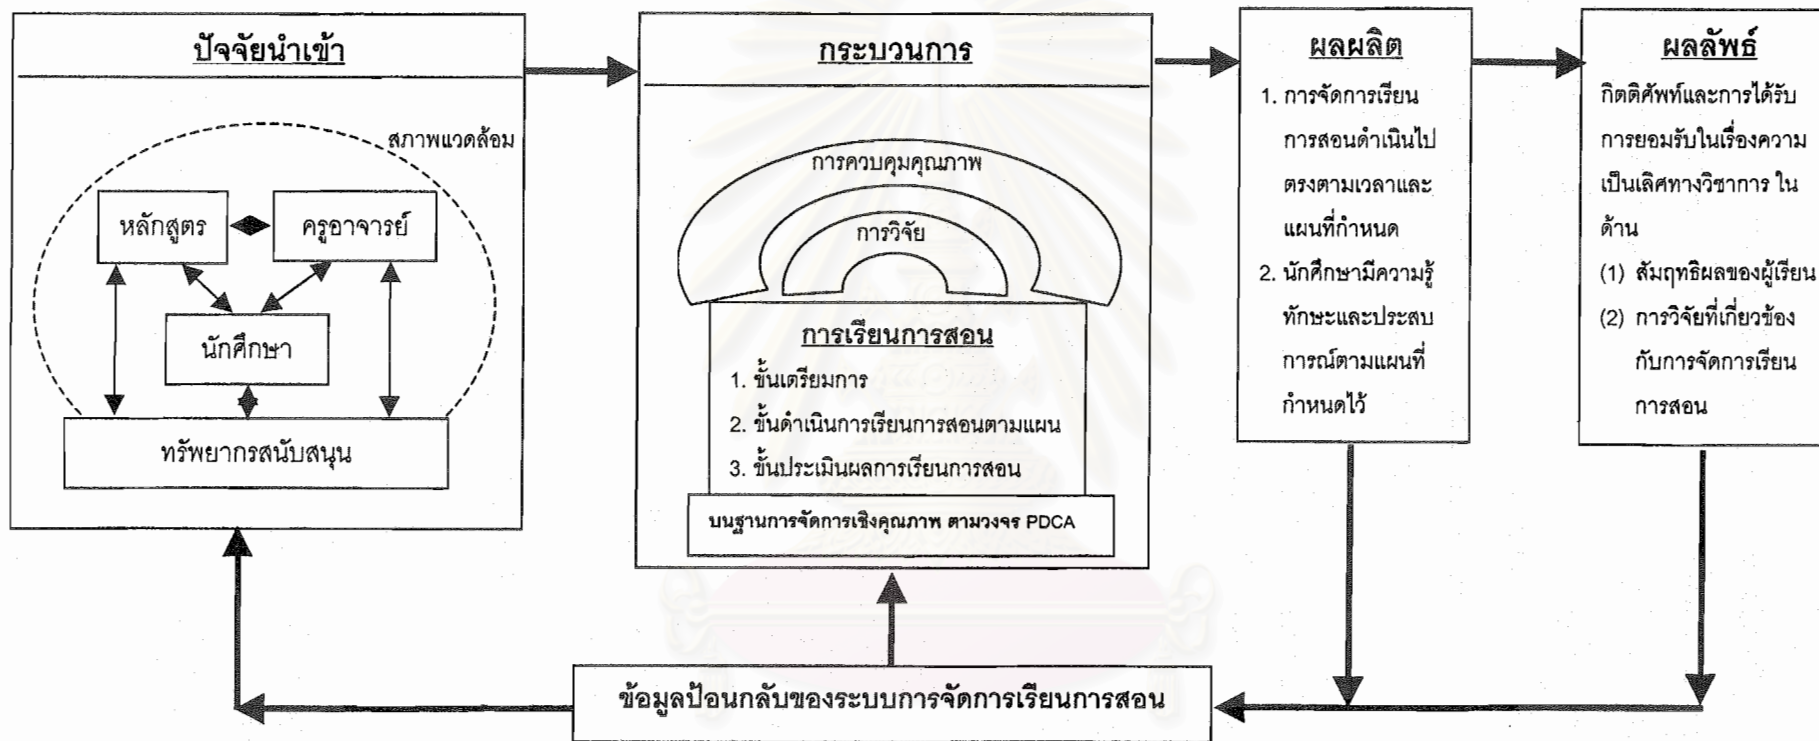 ปัจจัยนำเข้า
สภาพแวดล้อม
หลักสูตร
ครูอาจารย์
นักศึกษา
ทรัพยากรสนับสนุน
กระบวนการ
การควบคุมคุณภาพ
การวิจัย
การเรียนการสอน
1. ขั้นเตรียมการ
2. ขั้นดำเนินการเรียนการสอนตามแผน
3. ขั้นประเมินผลการเรียนการสอน
บนฐานการจัดการเชิงคุณภาพ ตามวงจร PDCA
ผลผลิต
1. การจัดการเรียน
การสอนดำเนินไป
ตรงตามเวลาและ
แผนที่กำหนด
2. นักศึกษามีความรู้
ทักษะและประสบ
การณ์ตามแผนที่
กำหนดไว้
ผลลัพธ์
กิตติศัพท์และการได้รับ
การยอมรับในเรื่องความ
เป็นเลิศทางวิชาการ ใน
ด้าน
(1) สัมฤทธิผลของผู้เรียน
(2) การวิจัยที่เกี่ยวข้อง
กับการจัดการเรียน
การสอน
ข้อมูลป้อนกลับของระบบการจัดการเรียนการสอน